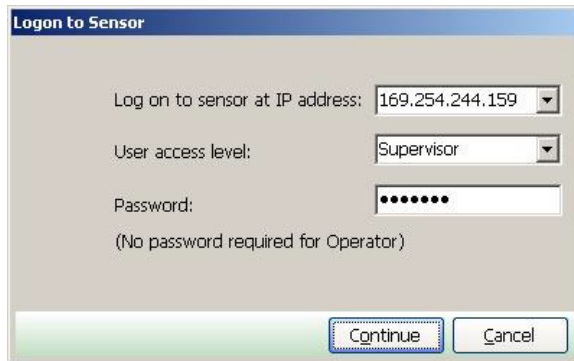 Logon to Sensor
Log on to sensor at IP address: 169.254.244.159
User access level: Supervisor
Password: •••••••
(No password required for Operator)
Continue Cancel